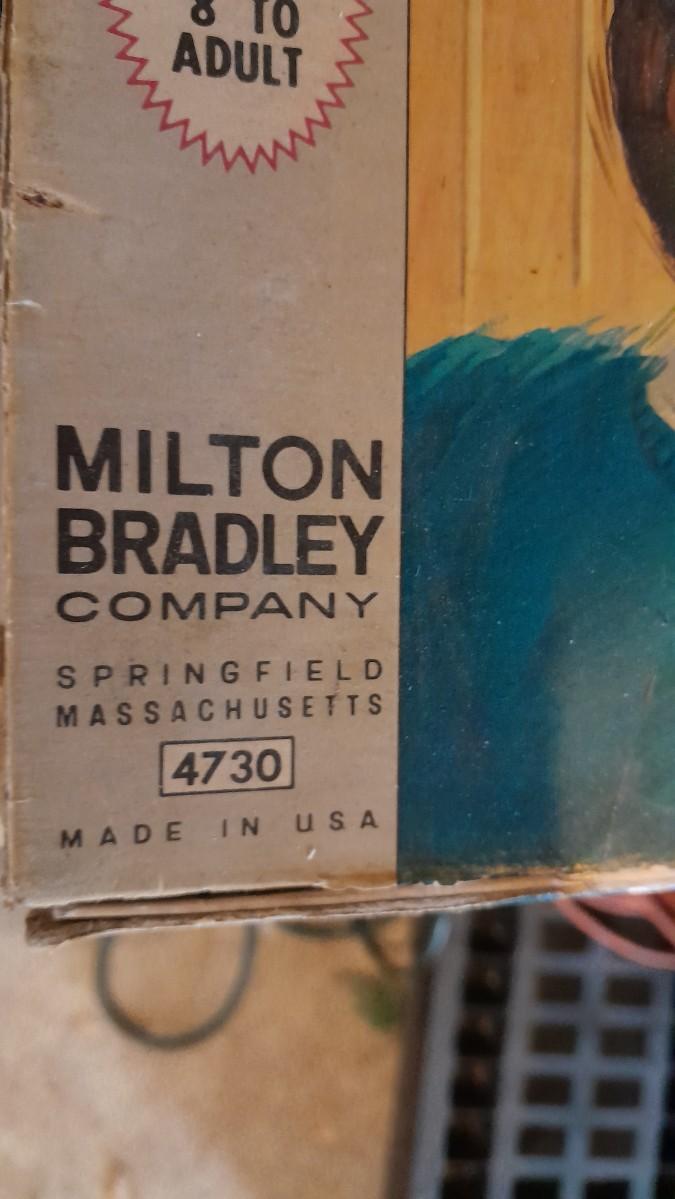 8 TO
ADULT
MILTON
BRADLEY
COMPANY
SPRINGFIELD
MASSACHUSETTS
4730
MADE IN USA